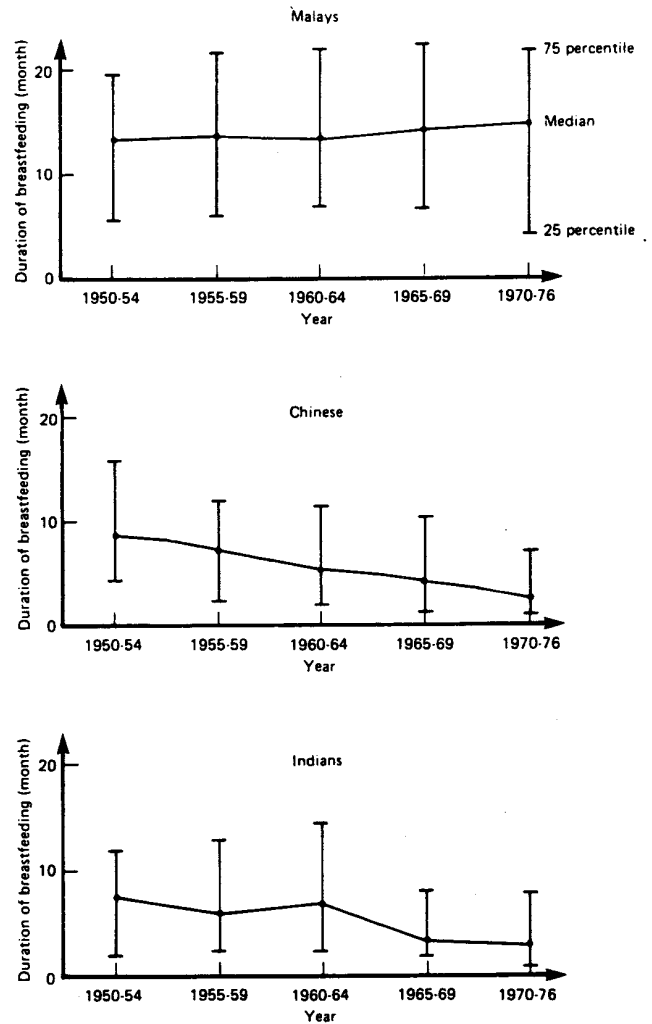 Malays
Duration of breastfeeding (month)
20
10
0
75 percentile
Median
25 percentile
1950-54 1955-59 1960-64 1965-69 1970-76
Year
Chinese
Duration of breastfeeding (month)
20
10
0
1950-54 1955-59 1960-64 1965-69 1970-76
Year
Indians
Duration of breastfeeding (month)
20
10
0
1950-54 1955-59 1960-64 1965-69 1970-76
Year